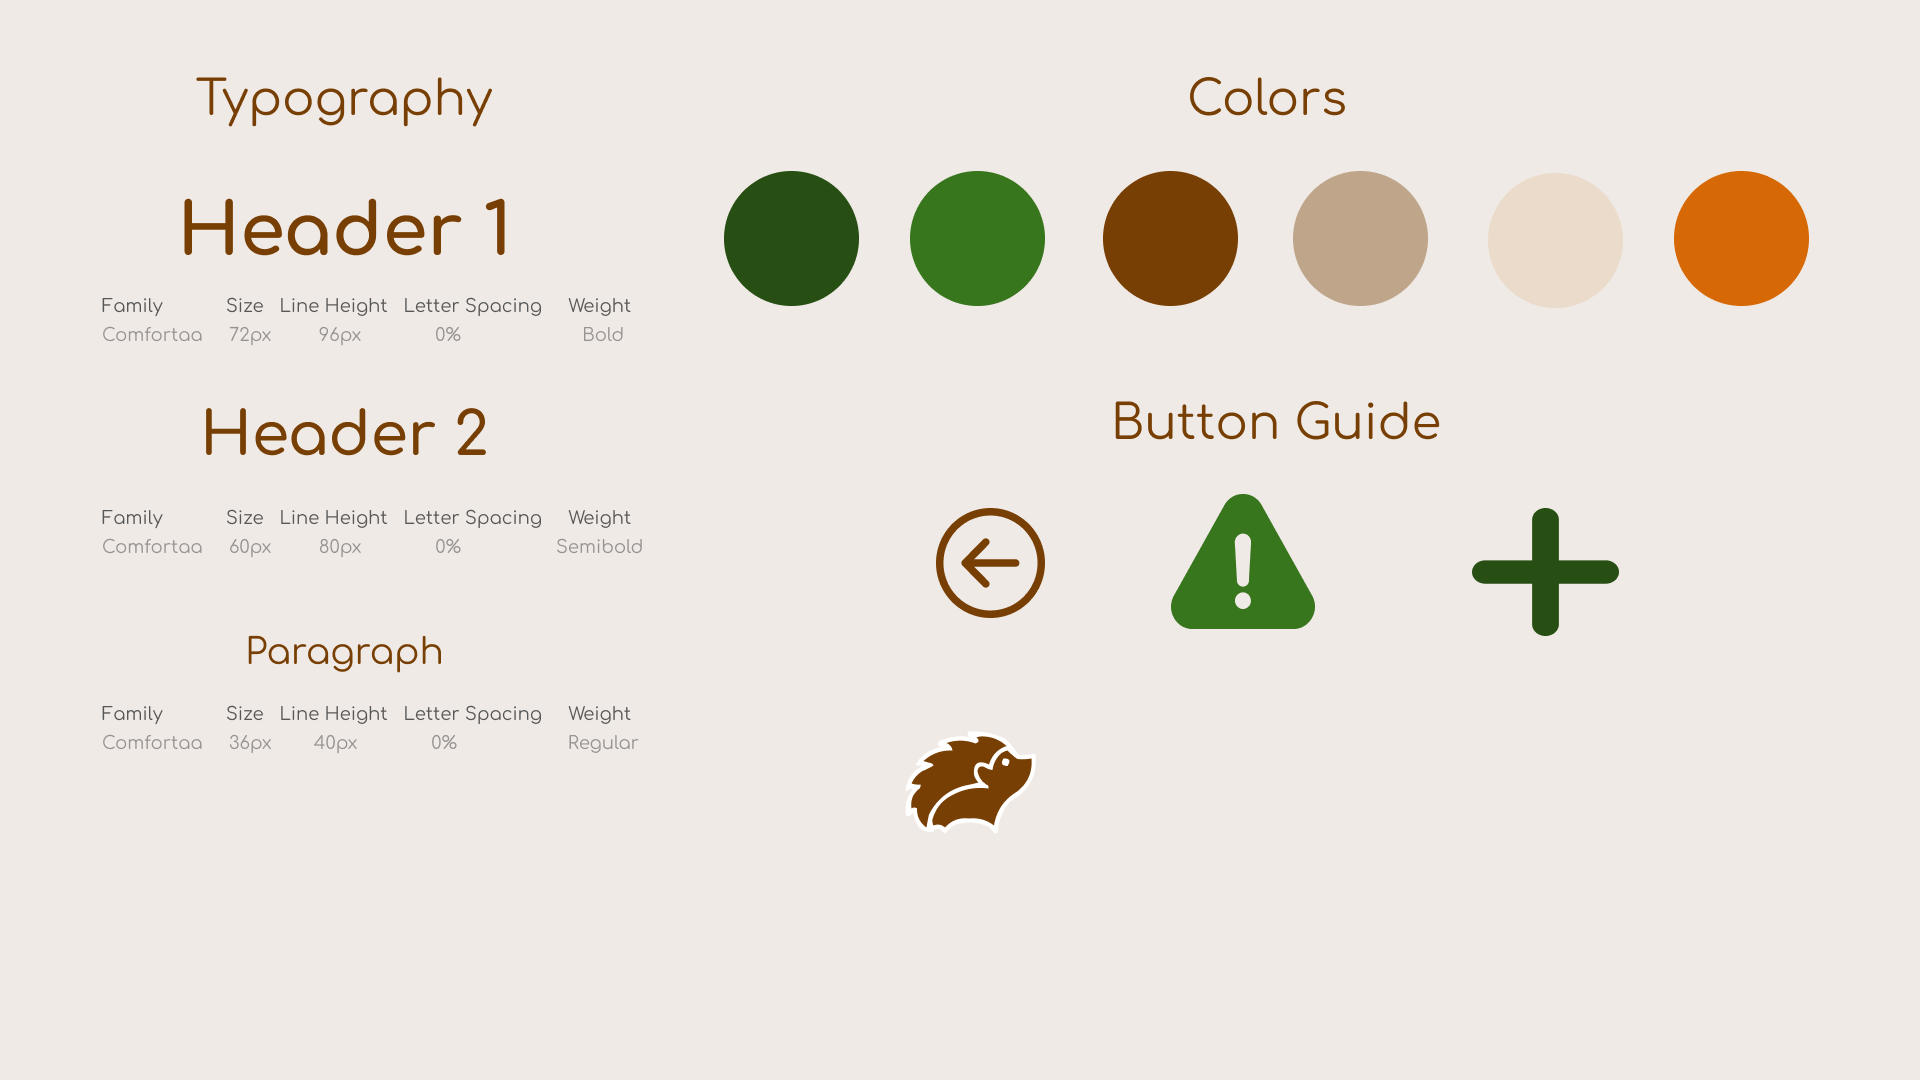 Typography
Header 1
Family Size Line Height Letter Spacing Weight
Comfortaa 72px 96px 0% Bold
Header 2
Family Size Line Height Letter Spacing Weight
Comfortaa 60px 80px 0% Semibold
Paragraph
Family Size Line Height Letter Spacing Weight
Comfortaa 36px 40px 0% Regular
Colors
Button Guide